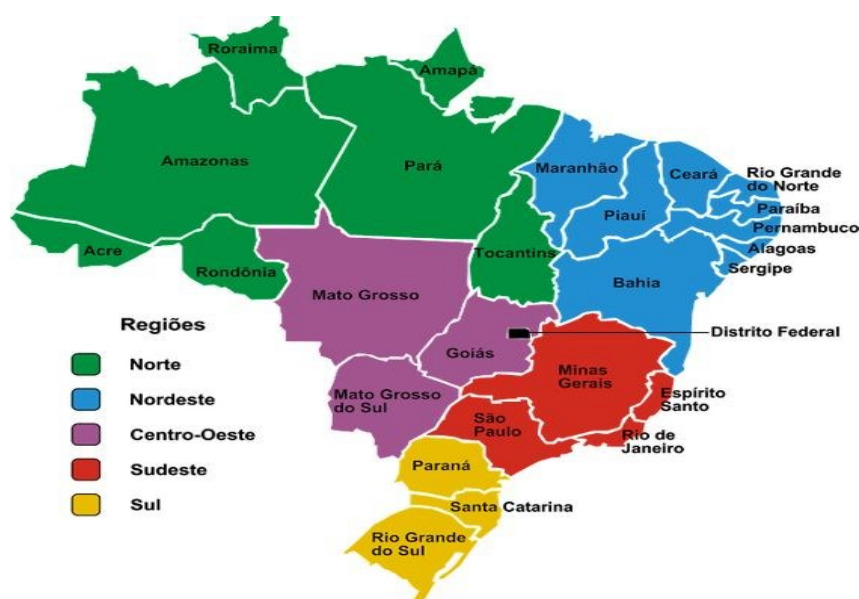 Roraima
Amapá
Amazonas
Pará
Maranhão
Ceará
Rio Grande
do Norte
Piauí
Paraíba
Pernambuco
Acre
Rondônia
Tocantins
Alagoas
Sergipe
Mato Grosso
Bahia
Distrito Federal
Goiás
Minas
Gerais
Mato Grosso
do Sul
Espírito
Santo
São
Paulo
Rio de
Janeiro
Paraná
Santa Catarina
Rio Grande
do Sul
Regiões
Norte
Nordeste
Centro-Oeste
Sudeste
Sul